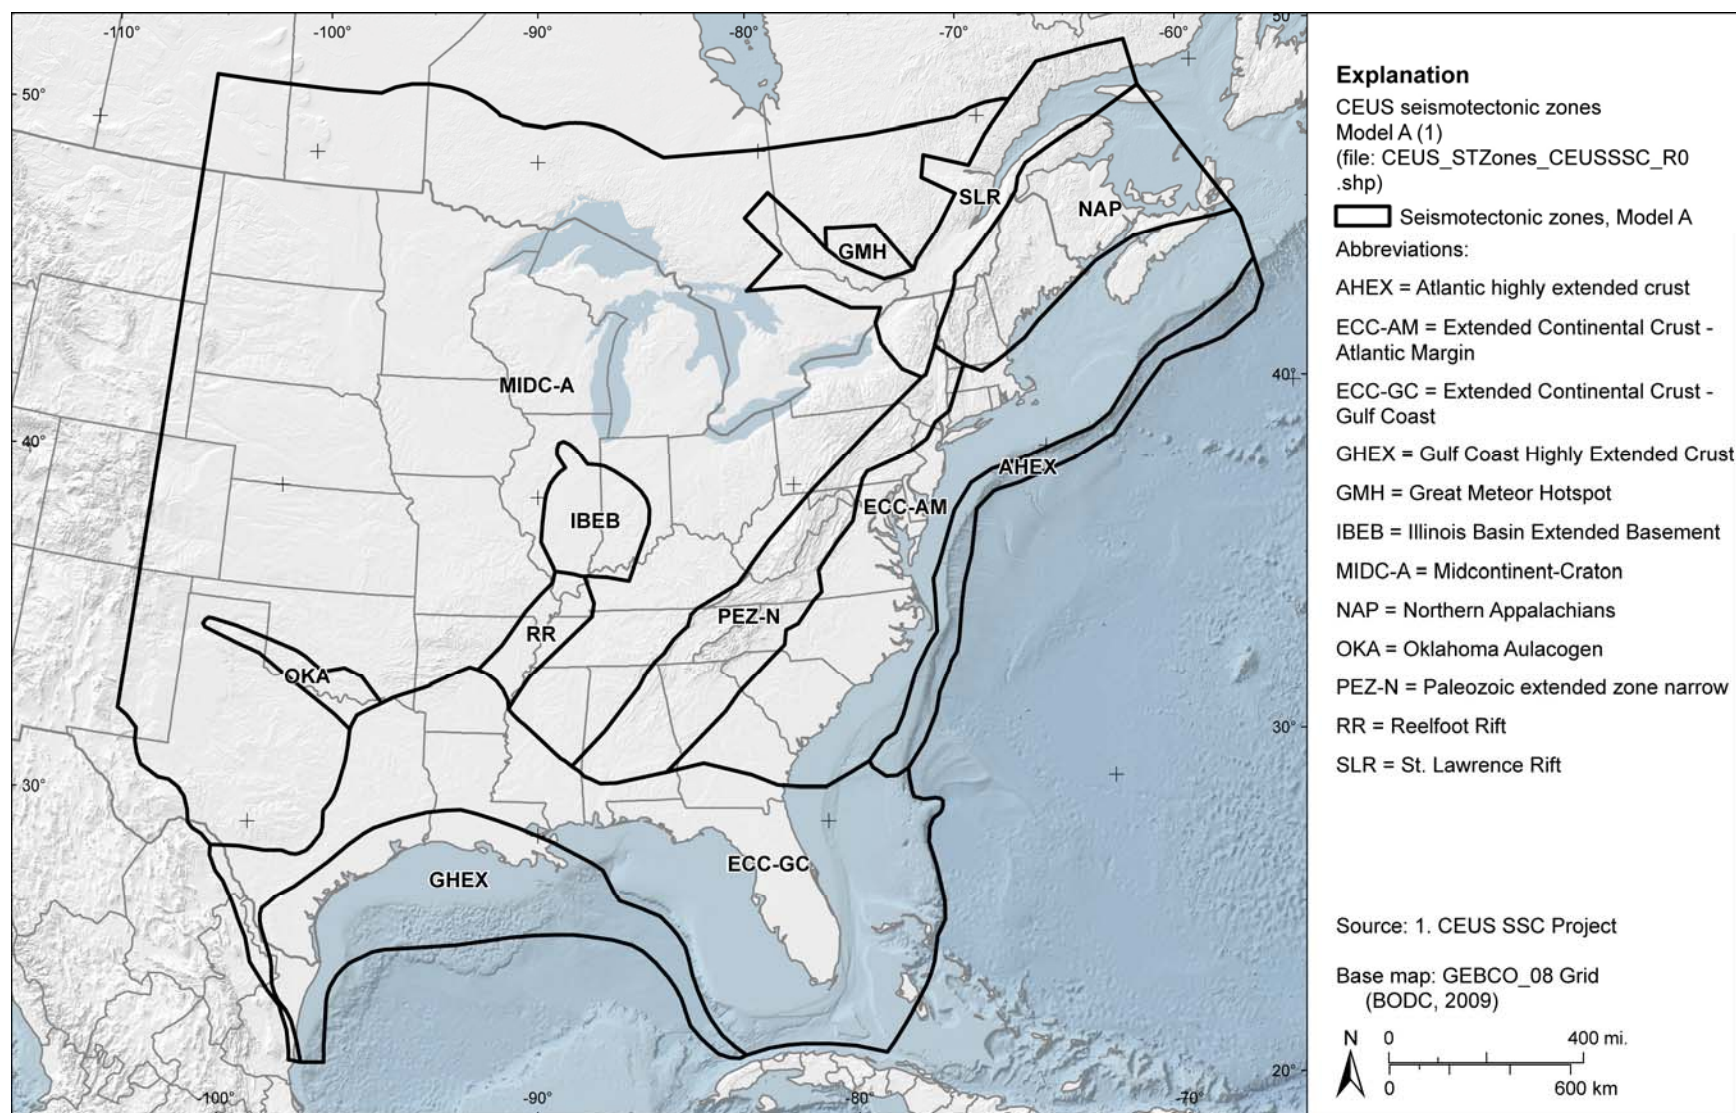 -110°
-100°
-90°
-80°
-70°
-60°
50°
50°
40°
40°
30°
30°
20°
-100°
-90°
-80°
-70°
SLR
NAP
GMH
MIDC-A
AHEX
ECC-AM
IBEB
PEZ-N
RR
OKA
ECC-GC
GHEX
Explanation
CEUS seismotectonic zones
Model A (1)
(file: CEUS_STZones_CEUSSSC_R0
.shp)
Seismotectonic zones, Model A
Abbreviations:
AHEX = Atlantic highly extended crust
ECC-AM = Extended Continental Crust -
Atlantic Margin
ECC-GC = Extended Continental Crust -
Gulf Coast
GHEX = Gulf Coast Highly Extended Crust
GMH = Great Meteor Hotspot
IBEB = Illinois Basin Extended Basement
MIDC-A = Midcontinent-Craton
NAP = Northern Appalachians
OKA = Oklahoma Aulacogen
PEZ-N = Paleozoic extended zone narrow
RR = Reelfoot Rift
SLR = St. Lawrence Rift
Source: 1. CEUS SSC Project
Base map: GEBCO_08 Grid
(BODC, 2009)
N
0 400 mi.
0 600 km